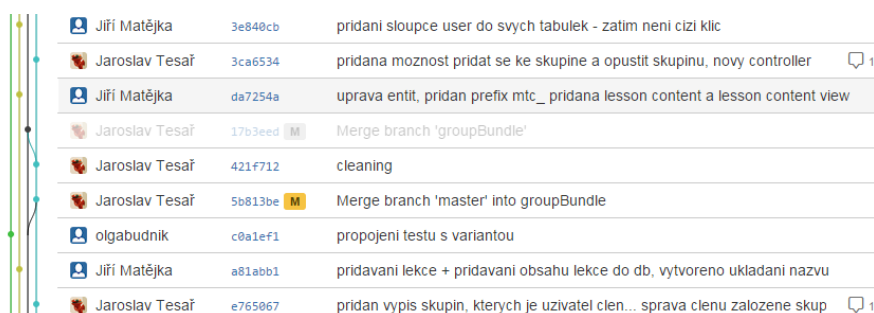 Jiří Matějka 3e840cb pridani sloupce user do svych tabulek - zatim neni cizi klic
Jaroslav Tesař 3ca6534 pridana moznost pridat se ke skupine a opustit skupinu, novy controller 1
Jiří Matějka da7254a uprava entit, pridan prefix mtc_ pridana lesson content a lesson content view
Jaroslav Tesař 17b3eed M Merge branch 'groupBundle'
Jaroslav Tesař 421f712 cleaning
Jaroslav Tesař 5b813be M Merge branch 'master' into groupBundle
olgabudnik c0a1ef1 propojeni testu s variantou
Jiří Matějka a81abb1 pridavani lekce + pridavani obsahu lekce do db, vytvoreno ukladani nazvu
Jaroslav Tesař e765067 pridan vypis skupin, kterych je uzivatel clen... sprava clenu zalozene skup 1